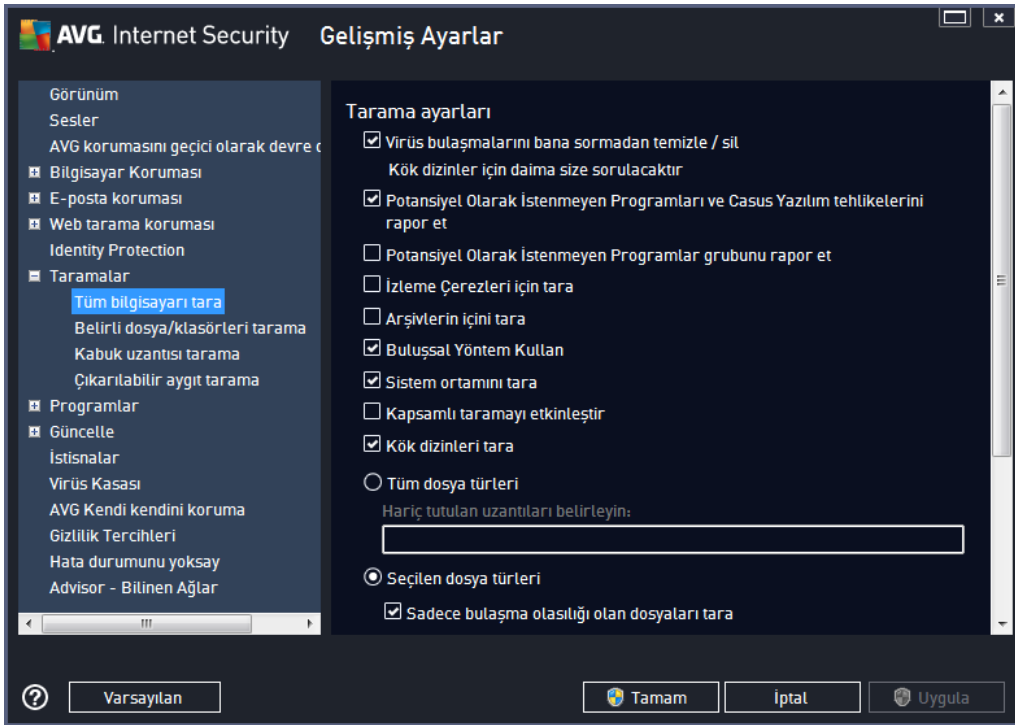 AVG. Internet Security Gelişmiş Ayarlar
Görünüm
Sesler
AVG korumasını geçici olarak devre
Bilgisayar Koruması
E-posta koruması
Web tarama koruması
Identity Protection
Taramalar
Tüm bilgisayarı tara
Belirli dosya/klasörleri tarama
Kabuk uzantısı tarama
Çıkarılabilir aygıt tarama
Programlar
Güncelle
İstisnalar
Virüs Kasası
AVG Kendi kendini koruma
Gizlilik Tercihleri
Hata durumunu yoksay
Advisor - Bilinen Ağlar
Tarama ayarları
Virüs bulaşmalarını bana sormadan temizle / sil
Kök dizinler için daima size sorulacaktır
Potansiyel Olarak İstenmeyen Programları ve Casus Yazılım tehlikelerini
rapor et
Potansiyel Olarak İstenmeyen Programlar grubunu rapor et
İzleme Çerezleri için tara
Arşivlerin içini tara
Buluşsal Yöntem Kullan
Sistem ortamını tara
Kapsamlı taramayı etkinleştir
Kök dizinleri tara
Tüm dosya türleri
Hariç tutulan uzantıları belirleyin:
Seçilen dosya türleri
Sadece bulaşma olasılığı olan dosyaları tara
Varsayılan
Tamam
İptal
Uygula